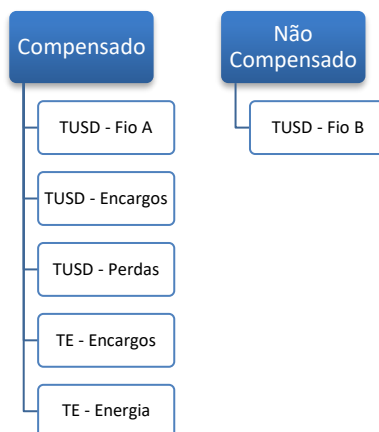 Compensado
TUSD - Fio A
TUSD - Encargos
TUSD - Perdas
TE - Encargos
TE - Energia
Não
Compensado
TUSD - Fio B